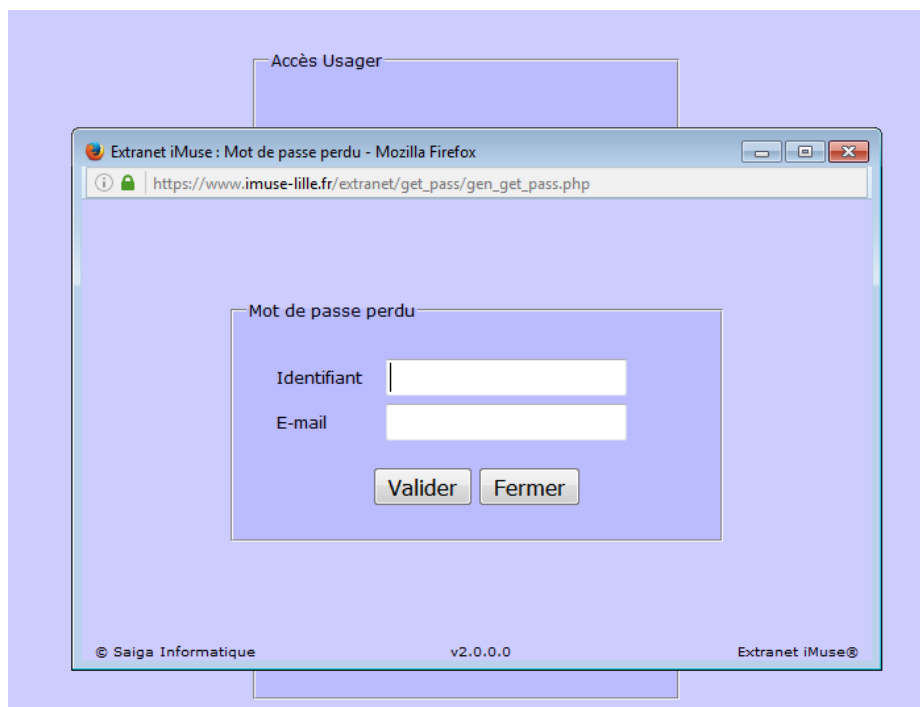 Accès Usager
Extranet iMuse : Mot de passe perdu - Mozilla Firefox
https://www.imuse-lille.fr/extranet/get_pass/gen_get_pass.php
Mot de passe perdu
Identifiant
E-mail
Valider Fermer
© Saiga Informatique v2.0.0.0 Extranet iMuse®